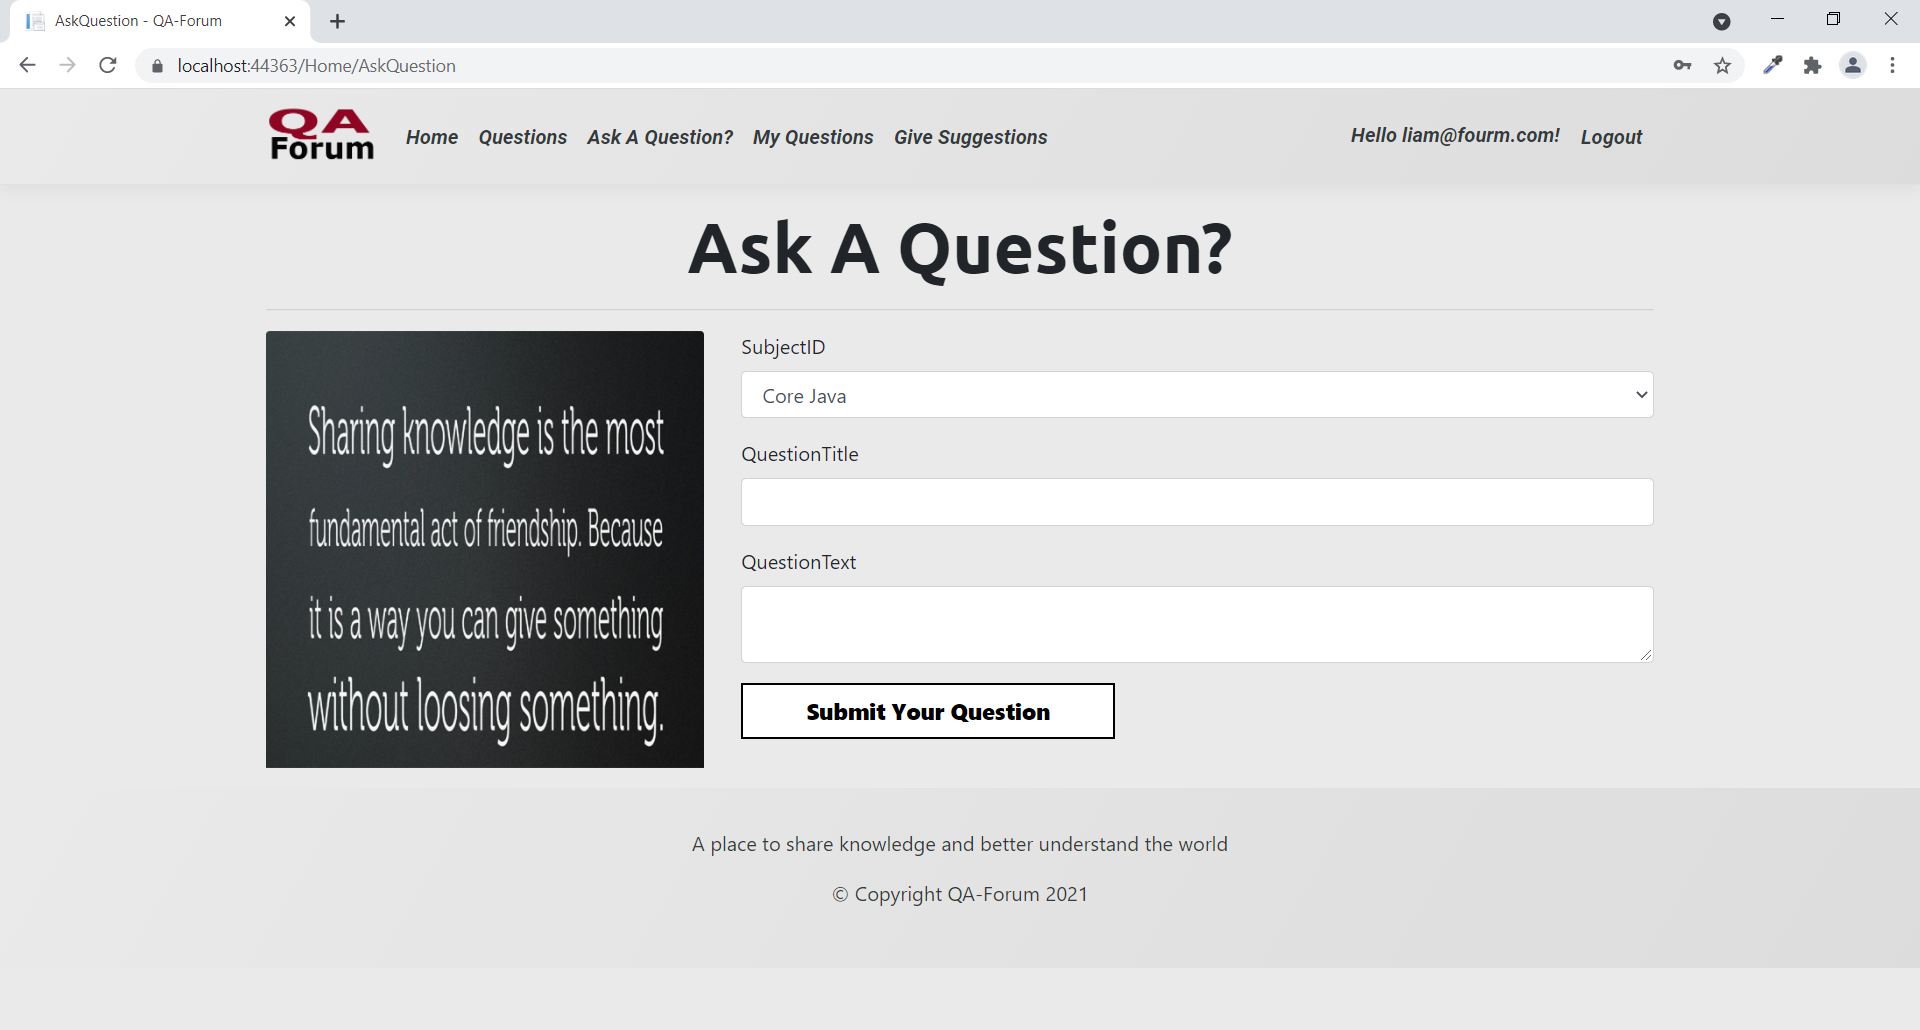 AskQuestion - QA-Forum
localhost:44363/Home/AskQuestion
QA
Forum
Home Questions Ask A Question? My Questions Give Suggestions Hello liam@fourm.com! Logout
Ask A Question?
Sharing knowledge is the most
fundamental act of friendship. Because
it is a way you can give something
without loosing something.
SubjectID
Core Java
QuestionTitle
QuestionText
Submit Your Question
A place to share knowledge and better understand the world
© Copyright QA-Forum 2021